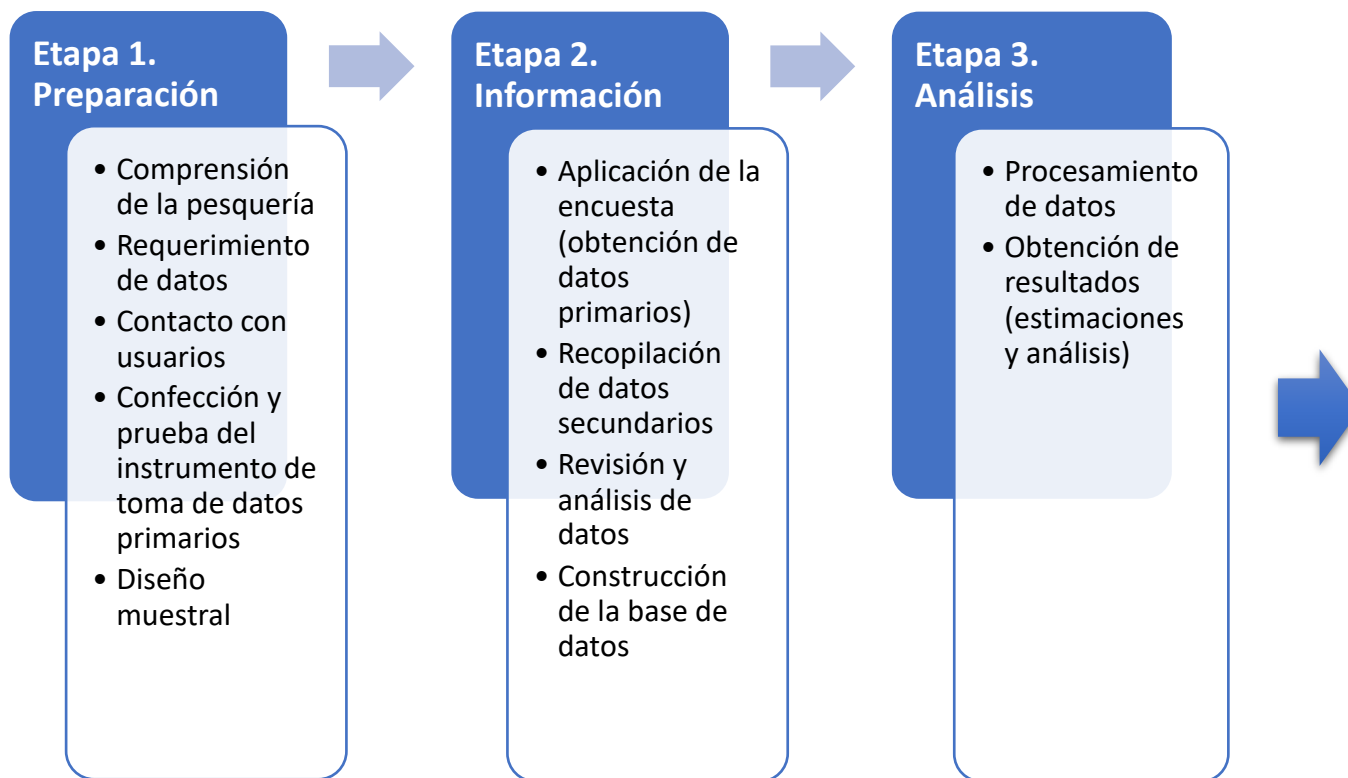 Etapa 1.
Preparación
• Comprensión
de la pesquería
• Requerimiento
de datos
• Contacto con
usuarios
• Confección y
prueba del
instrumento de
toma de datos
primarios
• Diseño
muestral
Etapa 2.
Información
• Aplicación de la
encuesta
(obtención de
datos
primarios)
• Recopilación
de datos
secundarios
• Revisión y
análisis de
datos
• Construcción
de la base de
datos
Etapa 3.
Análisis
• Procesamiento
de datos
• Obtención de
resultados
(estimaciones
y análisis)